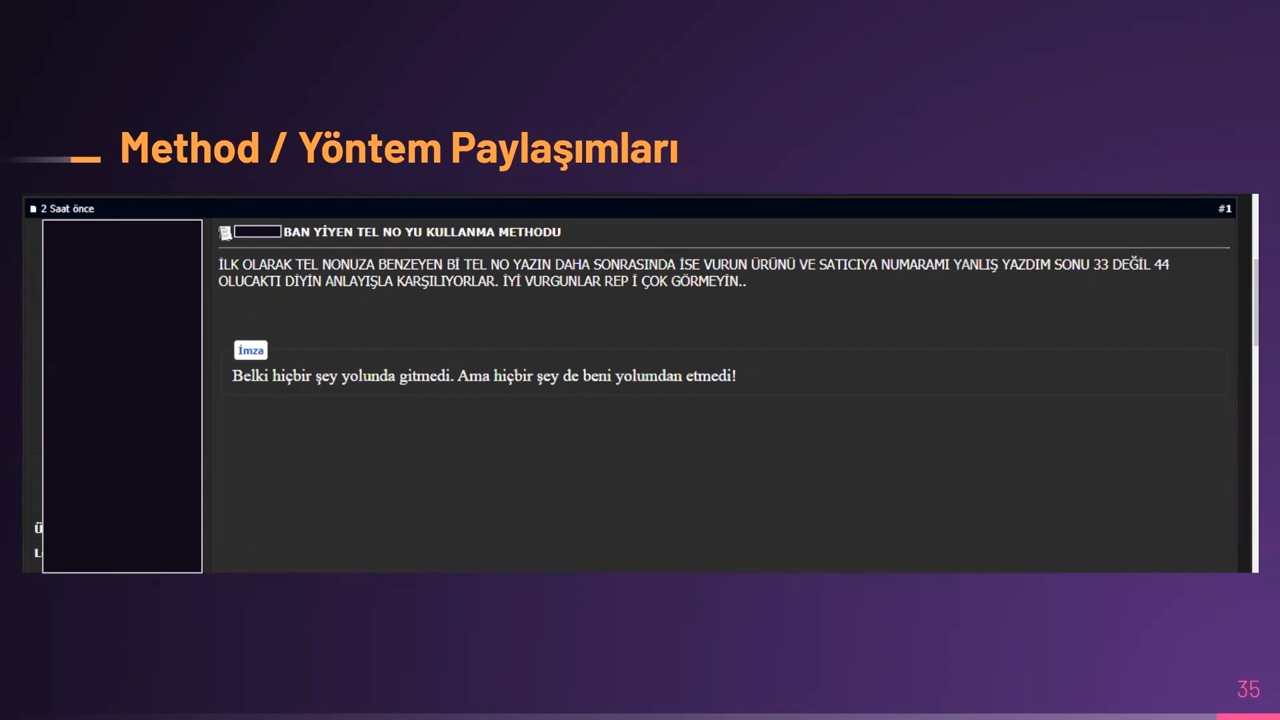 Method / Yöntem Paylaşımları
2 Saat önce
#1
BAN YİYEN TEL NO YU KULLANMA METHODU
İLK OLARAK TEL NONUZA BENZEYEN Bİ TEL NO YAZIN DAHA SONRASINDA İSE VURUN ÜRÜNÜ VE SATICIYA NUMARAMI YANLIŞ YAZDIM SONU 33 DEĞİL 44
OLUCAKTI DİYİN ANLAYIŞLA KARŞILIYORLAR. İYİ VURGUNLAR REP İ ÇOK GÖRMEYİN..
İmza
Belki hiçbir şey yolunda gitmedi. Ama hiçbir şey de beni yolumdan etmedi!
35